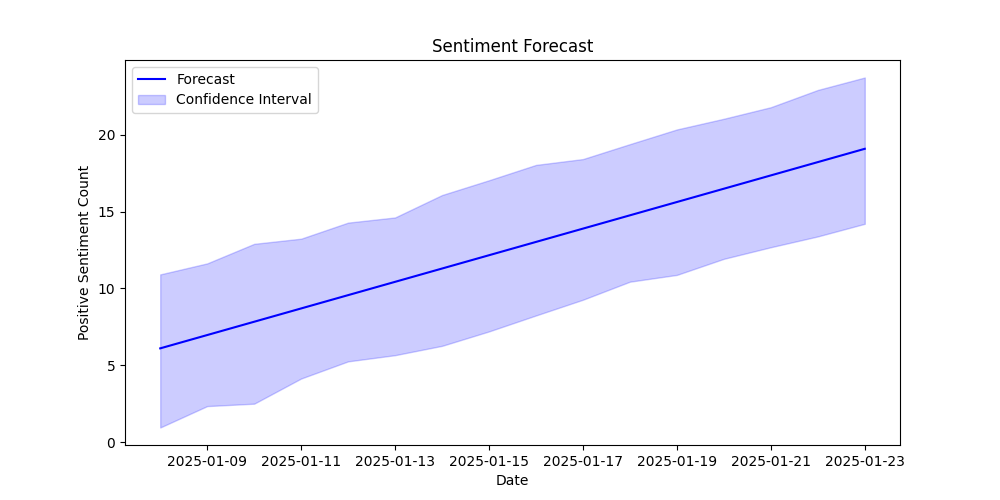 Sentiment Forecast
Forecast
Confidence Interval
Positive Sentiment Count
20
15
10
5
0
2025-01-09 2025-01-11 2025-01-13 2025-01-15 2025-01-17 2025-01-19 2025-01-21 2025-01-23
Date